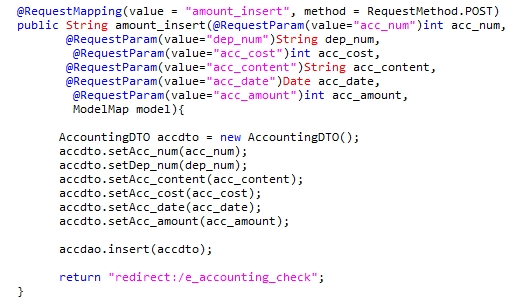 @RequestMapping(value = "amount_insert", method = RequestMethod.POST)
public String amount_insert(@RequestParam(value="acc_num")int acc_num,
@RequestParam(value="dep_num")String dep_num,
@RequestParam(value="acc_cost")int acc_cost,
@RequestParam(value="acc_content")String acc_content,
@RequestParam(value="acc_date")Date acc_date,
@RequestParam(value="acc_amount")int acc_amount,
ModelMap model){
AccountingDTO accdto = new AccountingDTO();
accdto.setAcc_num(acc_num);
accdto.setDep_num(dep_num);
accdto.setAcc_content(acc_content);
accdto.setAcc_cost(acc_cost);
accdto.setAcc_date(acc_date);
accdto.setAcc_amount(acc_amount);
accdao.insert(accdto);
return "redirect:/e_accounting_check";
}